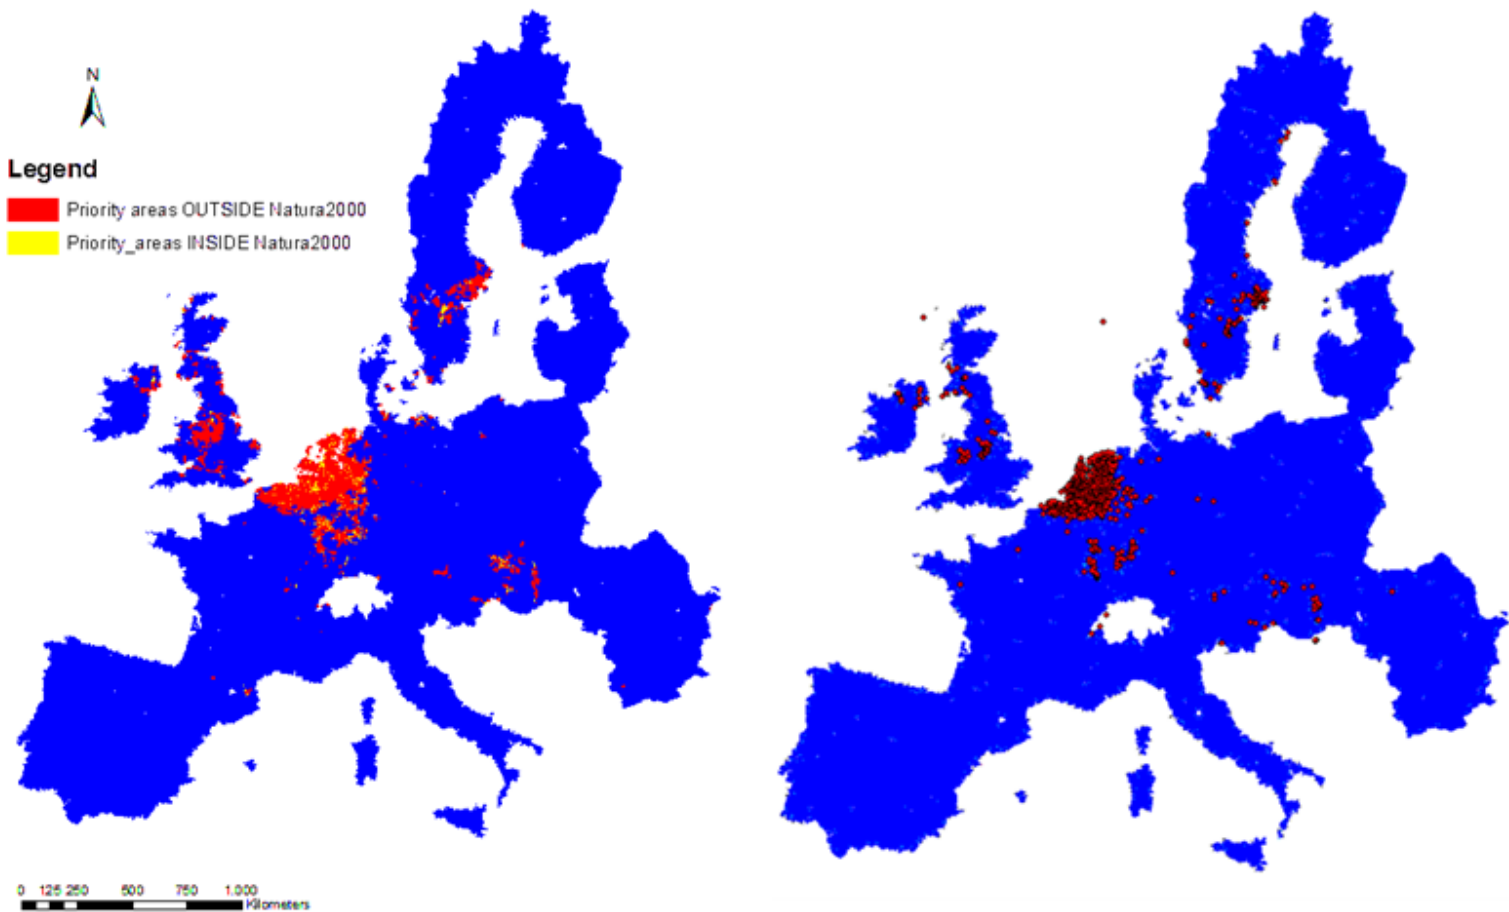 N
Legend
Priority areas OUTSIDE Natura2000
Priority_areas INSIDE Natura2000
0 125 250 500 750 1.000
Kilometers